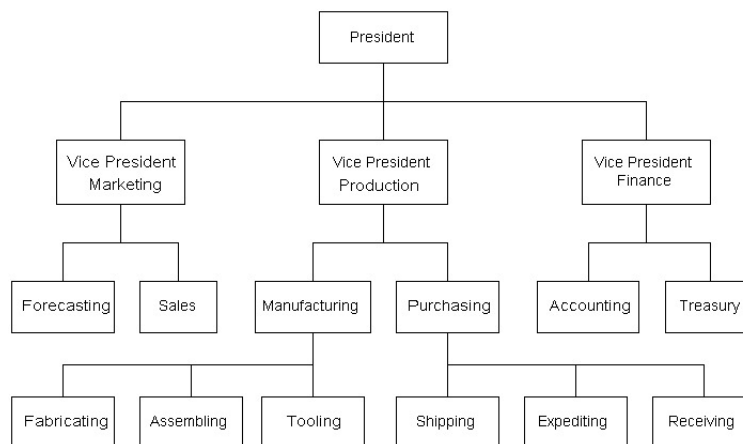 President
Vice President
Marketing
Vice President
Production
Vice President
Finance
Forecasting
Sales
Manufacturing
Purchasing
Accounting
Treasury
Fabricating
Assembling
Tooling
Shipping
Expediting
Receiving